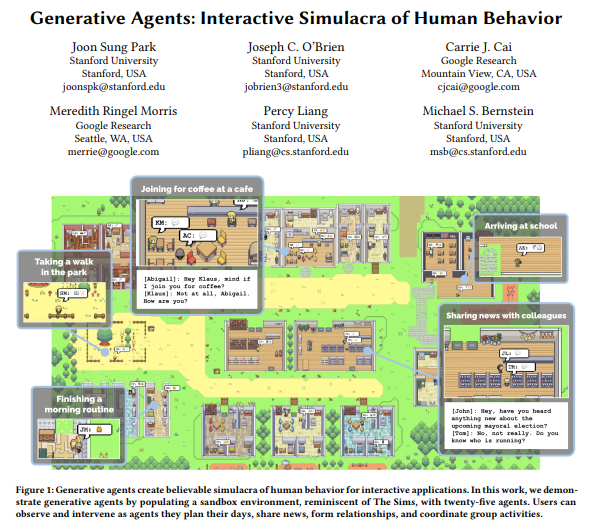 Generative Agents: Interactive Simulacra of Human Behavior
Joon Sung Park
Stanford University
Stanford, USA
joonspk@stanford.edu
Joseph C. O'Brien
Stanford University
Stanford, USA
jobrien3@stanford.edu
Carrie J. Cai
Google Research
Mountain View, CA, USA
cjcai@google.com
Meredith Ringel Morris
Google Research
Seattle, WA, USA
merrie@google.com
Percy Liang
Stanford University
Stanford, USA
pliang@cs.stanford.edu
Michael S. Bernstein
Stanford University
Stanford, USA
msb@cs.stanford.edu
Joining for coffee at a cafe
KM:
AC:
[Abigail]: Hey Klaus, mind if
I join you for coffee?
[Klaus]: Not at all, Abigail.
How are you?
Arriving at school
AK:
Taking a walk
in the park
SM:
Sharing news with colleagues
JL:
TM:
[John]: Hey, have you heard
anything new about the
upcoming mayoral election?
[Tom]: No, not really. Do you
know who is running?
Finishing a
morning routine
JM:
Figure 1: Generative agents create believable simulacra of human behavior for interactive applications. In this work, we demon-
strate generative agents by populating a sandbox environment, reminiscent of The Sims, with twenty-five agents. Users can
observe and intervene as agents they plan their days, share news, form relationships, and coordinate group activities.